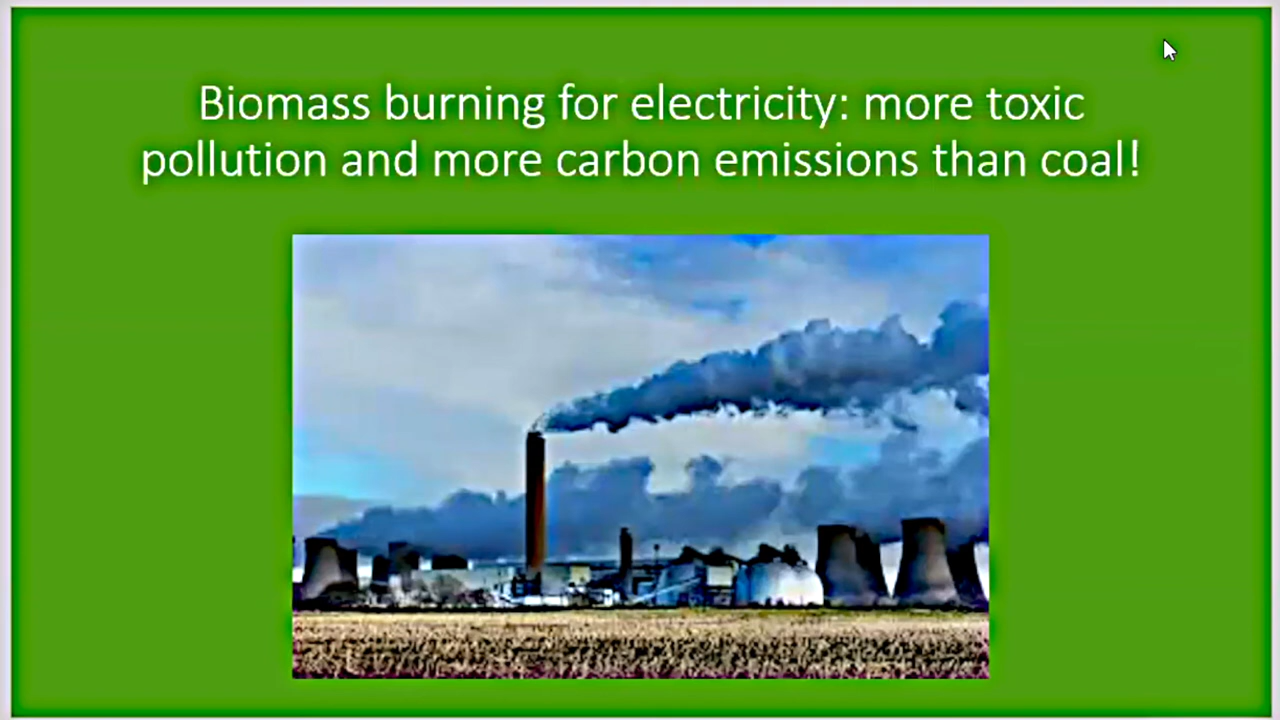 Biomass burning for electricity: more toxic
pollution and more carbon emissions than coal!